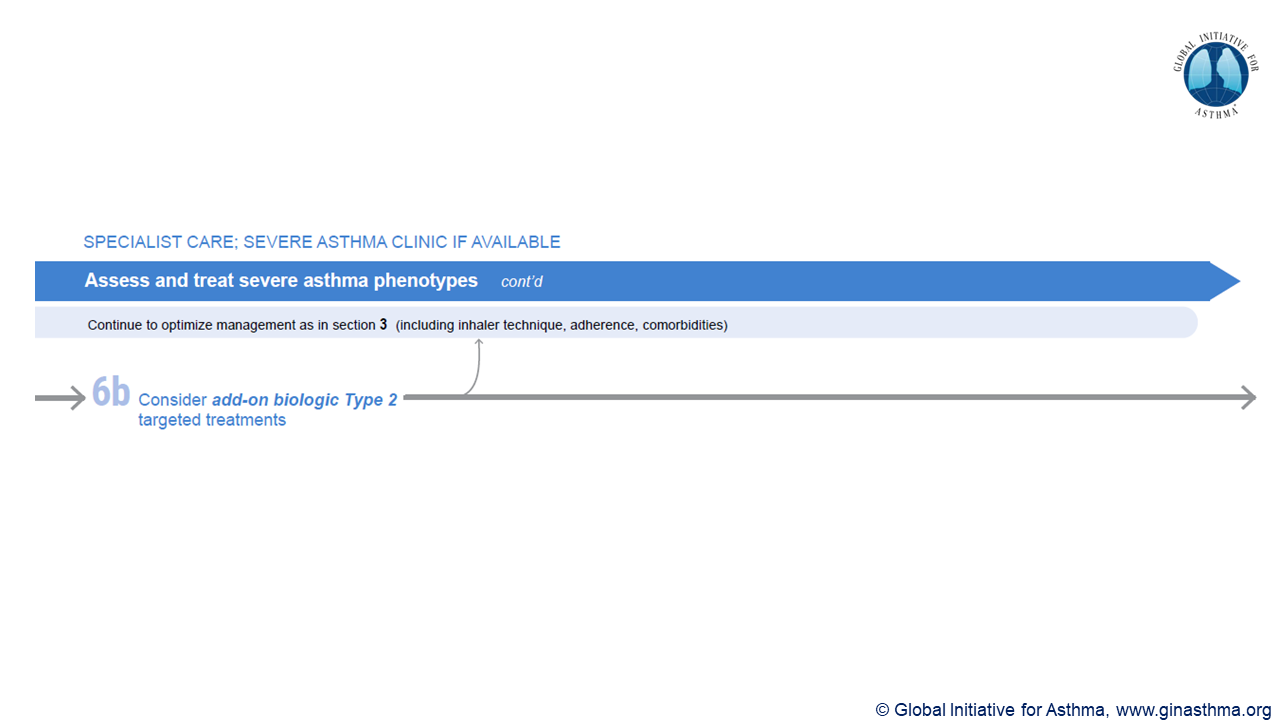 GLOBAL INITIATIVE FOR
ASTHMA
SPECIALIST CARE; SEVERE ASTHMA CLINIC IF AVAILABLE
Assess and treat severe asthma phenotypes cont’d
Continue to optimize management as in section 3 (including inhaler technique, adherence, comorbidities)
6b Consider add-on biologic Type 2
targeted treatments
© Global Initiative for Asthma, www.ginasthma.org